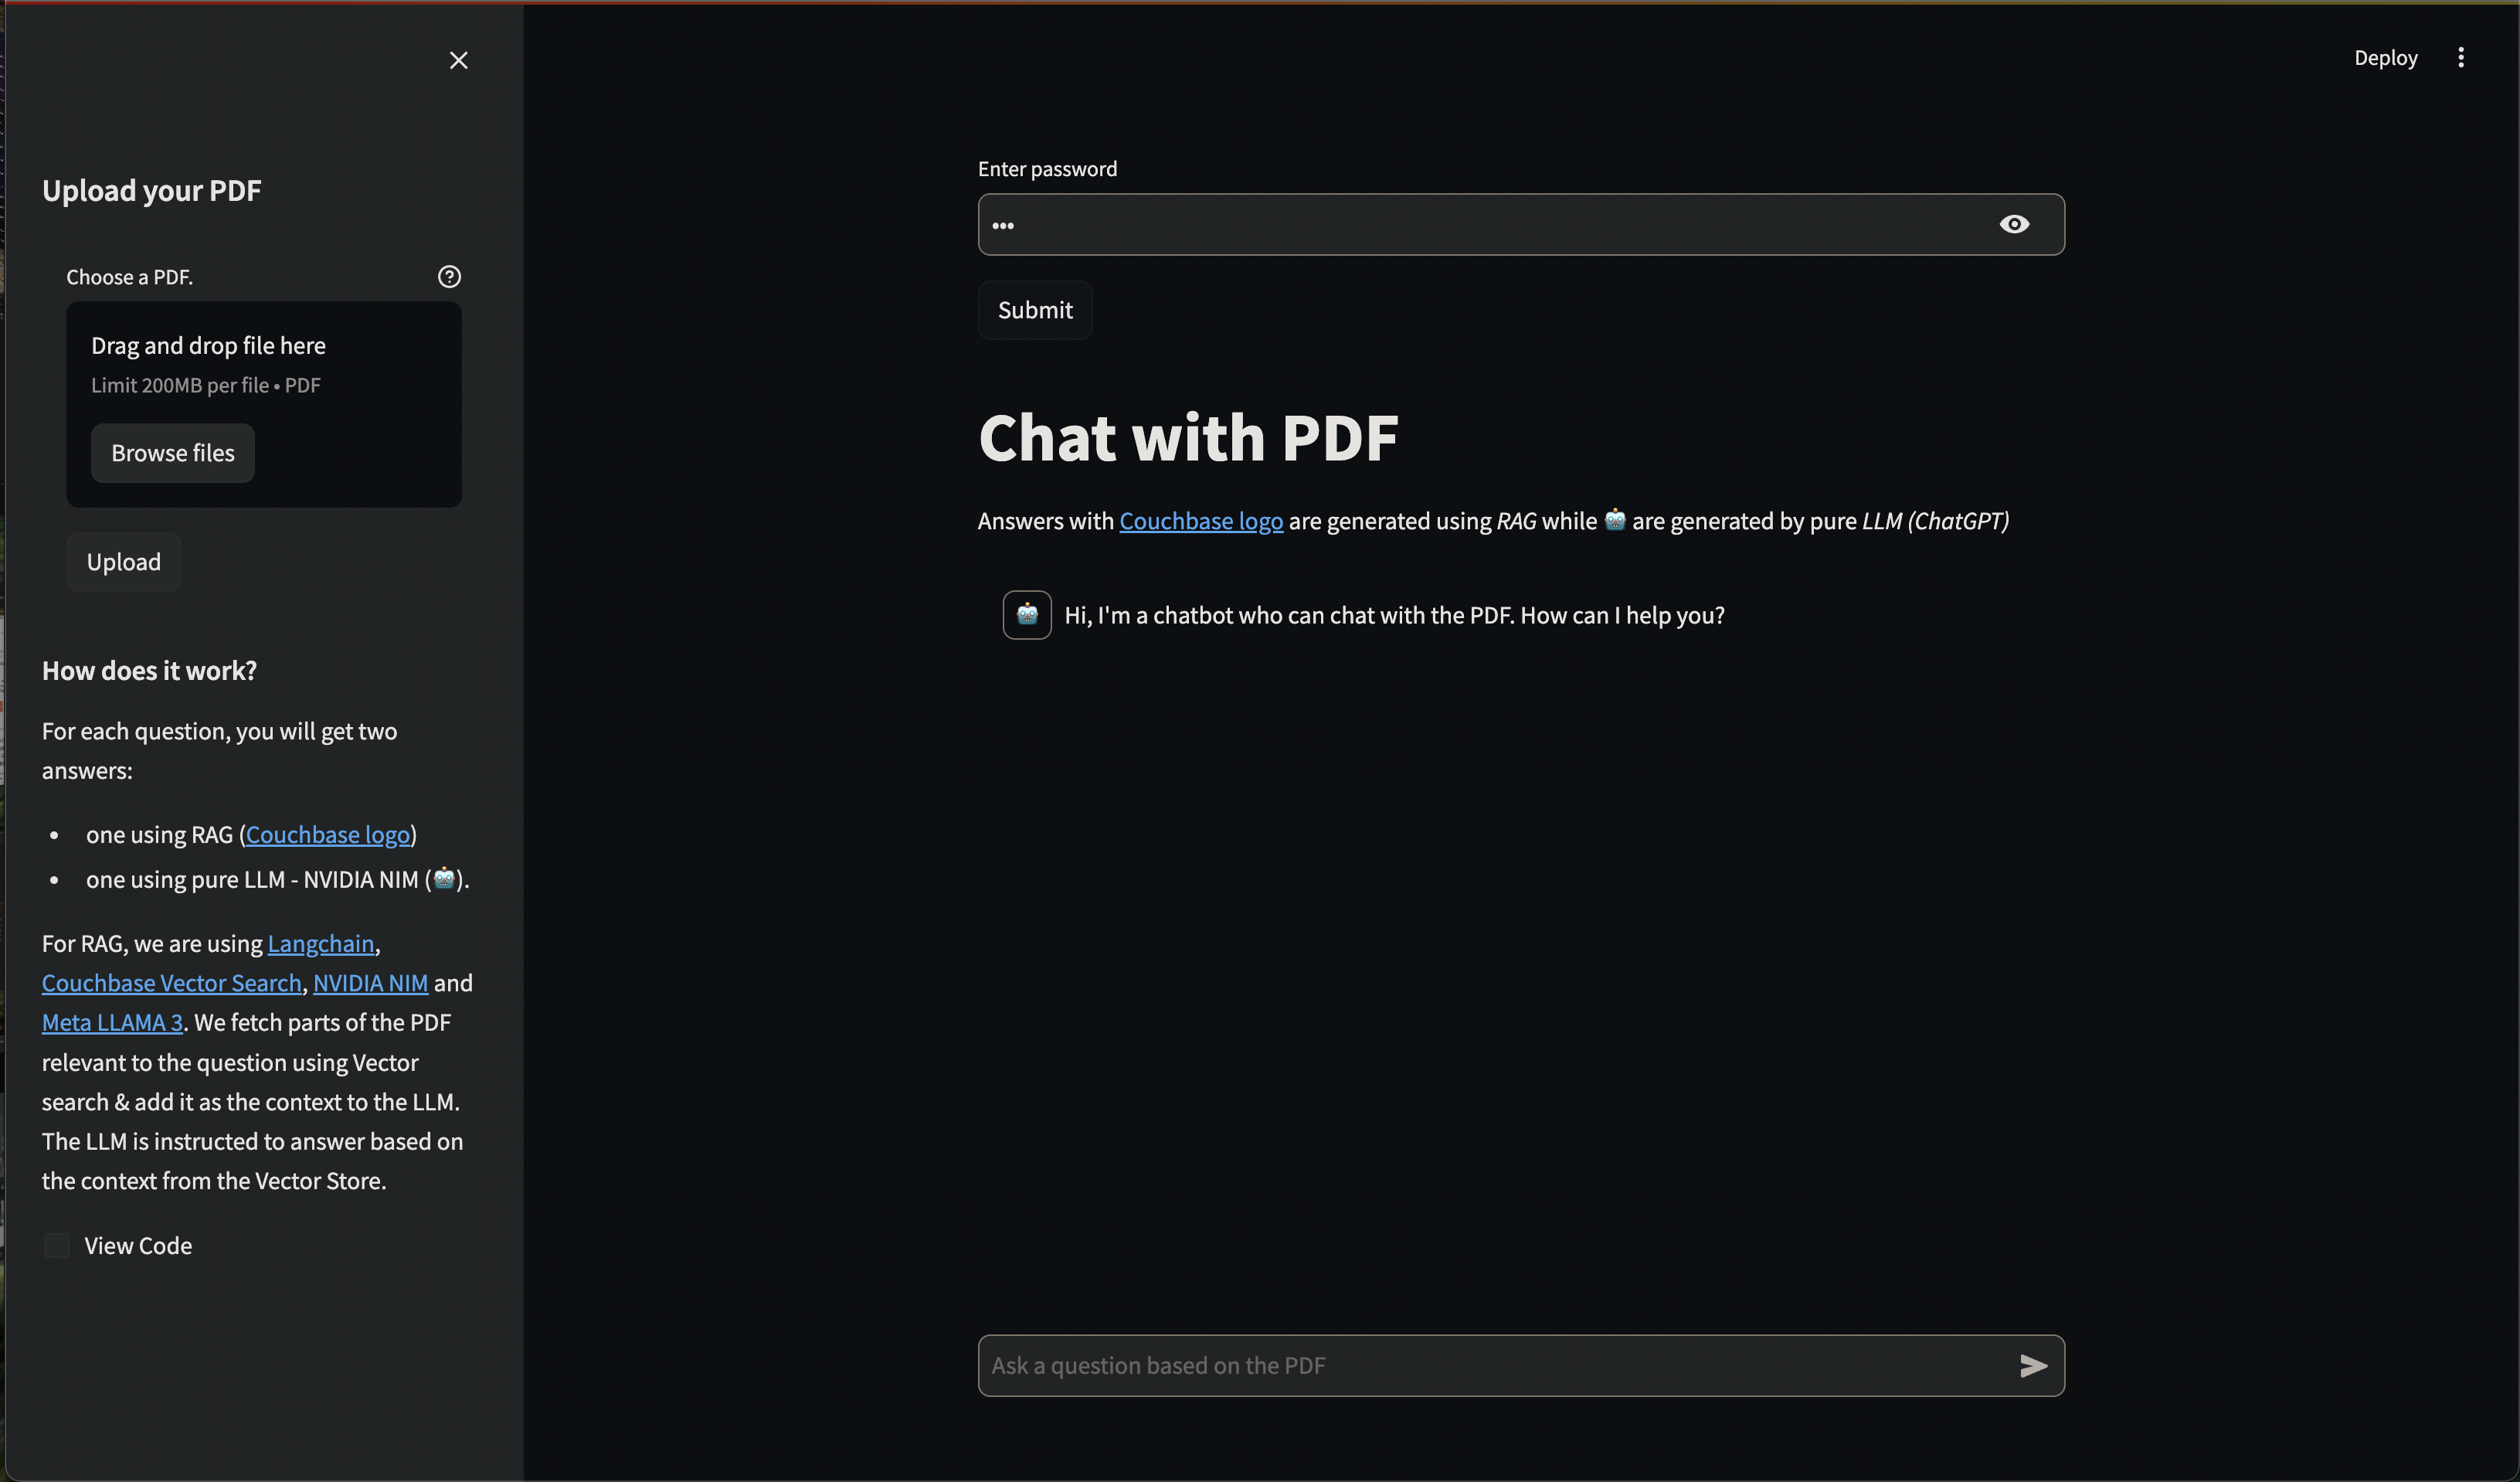 Deploy
Upload your PDF
Choose a PDF.
Drag and drop file here
Limit 200MB per file • PDF
Browse files
Upload
How does it work?
For each question, you will get two
answers:
• one using RAG (Couchbase logo)
• one using pure LLM - NVIDIA NIM (🤖).
For RAG, we are using Langchain,
Couchbase Vector Search, NVIDIA NIM and
Meta LLAMA 3. We fetch parts of the PDF
relevant to the question using Vector
search & add it as the context to the LLM.
The LLM is instructed to answer based on
the context from the Vector Store.
View Code
Enter password
•••
Submit
Chat with PDF
Answers with Couchbase logo are generated using RAG while 🤖 are generated by pure LLM (ChatGPT)
Hi, I'm a chatbot who can chat with the PDF. How can I help you?
Ask a question based on the PDF